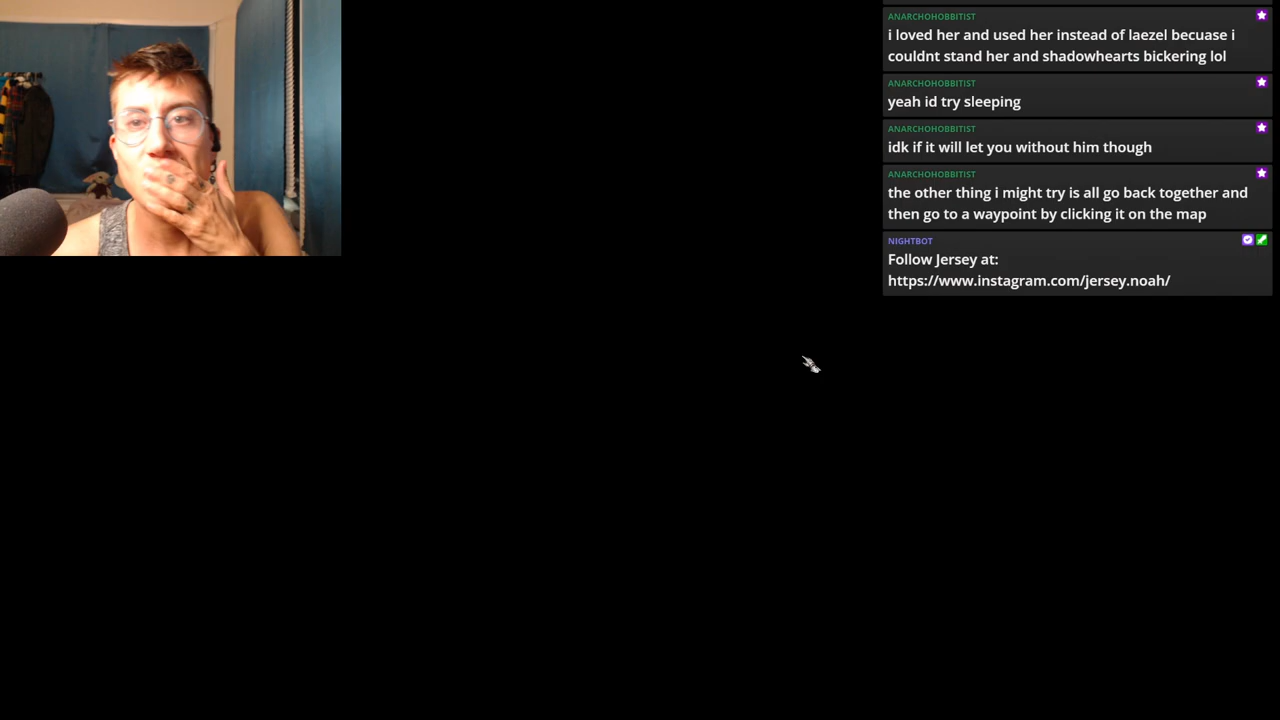 ANARCHOHOBBITIST
i loved her and used her instead of laezel becuase i
couldnt stand her and shadowhearts bickering lol
ANARCHOHOBBITIST
yeah id try sleeping
ANARCHOHOBBITIST
idk if it will let you without him though
ANARCHOHOBBITIST
the other thing i might try is all go back together and
then go to a waypoint by clicking it on the map
NIGHTBOT
Follow Jersey at:
https://www.instagram.com/jersey.noah/